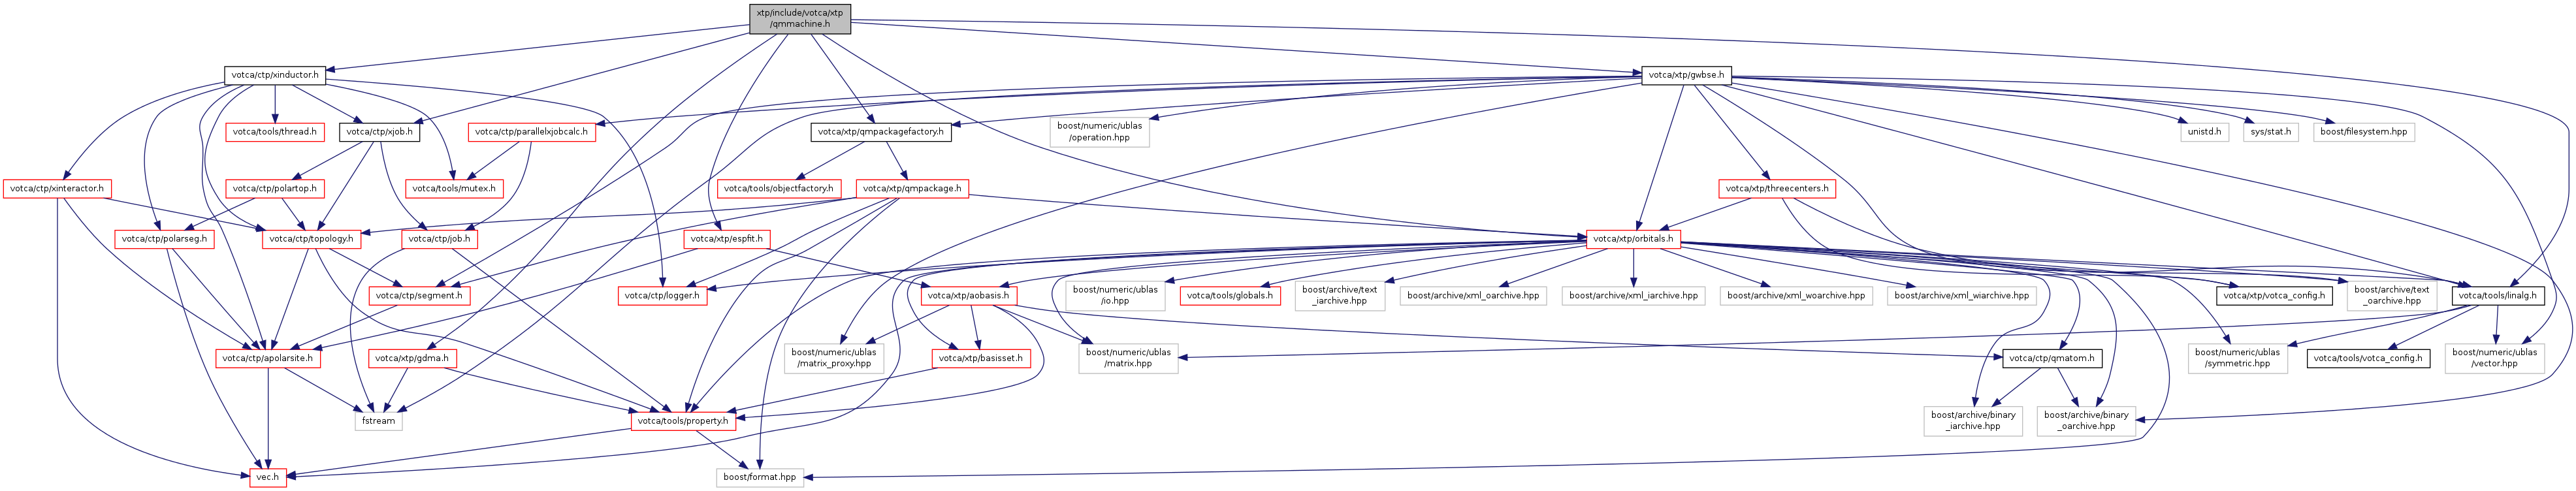 xtp/include/votca/xtp
/qmmachine.h
votca/ctp/xinductor.h
votca/xtp/gwbse.h
votca/tools/thread.h
votca/ctp/xjob.h
votca/ctp/parallelxjobcalc.h
votca/xtp/qmpackagefactory.h
boost/numeric/ublas
/operation.hpp
unistd.h
sys/stat.h
boost/filesystem.hpp
votca/ctp/xinteractor.h
votca/ctp/polartop.h
votca/tools/mutex.h
votca/tools/objectfactory.h
votca/xtp/qmpackage.h
votca/xtp/threecenters.h
votca/ctp/polarseg.h
votca/ctp/topology.h
votca/ctp/job.h
votca/xtp/espfit.h
votca/xtp/orbitals.h
votca/ctp/segment.h
votca/ctp/logger.h
votca/xtp/aobasis.h
boost/numeric/ublas
/io.hpp
votca/tools/globals.h
boost/archive/text
_iarchive.hpp
boost/archive/xml_oarchive.hpp
boost/archive/xml_iarchive.hpp
boost/archive/xml_woarchive.hpp
boost/archive/xml_wiarchive.hpp
votca/xtp/votca_config.h
boost/archive/text
_oarchive.hpp
votca/tools/linalg.h
votca/ctp/apolarsite.h
votca/xtp/gdma.h
boost/numeric/ublas
/matrix_proxy.hpp
votca/xtp/basisset.h
boost/numeric/ublas
/matrix.hpp
votca/ctp/qmatom.h
boost/numeric/ublas
/symmetric.hpp
votca/tools/votca_config.h
boost/numeric/ublas
/vector.hpp
fstream
votca/tools/property.h
boost/archive/binary
_iarchive.hpp
boost/archive/binary
_oarchive.hpp
vec.h
boost/format.hpp